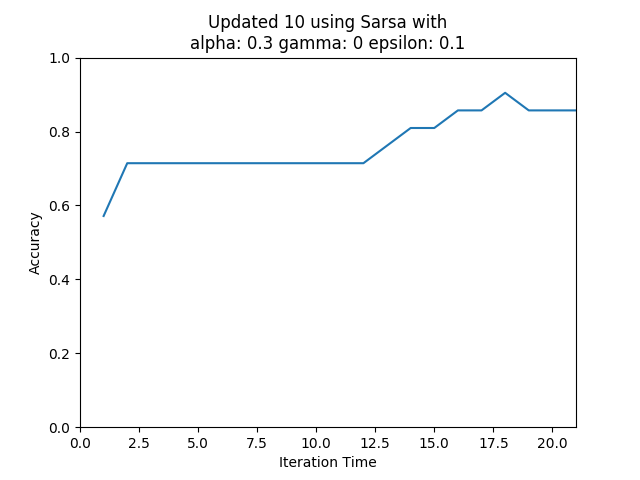 Updated 10 using Sarsa with
alpha: 0.3 gamma: 0 epsilon: 0.1
1.0
0.8
0.6
0.4
0.2
0.0
Accuracy
0.0 2.5 5.0 7.5 10.0 12.5 15.0 17.5 20.0
Iteration Time